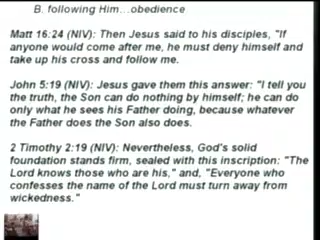 B. following Him...obedience
Matt 16:24 (NIV): Then Jesus said to his disciples, "If
anyone would come after me, he must deny himself and
take up his cross and follow me.
John 5:19 (NIV): Jesus gave them this answer: "I tell you
the truth, the Son can do nothing by himself; he can do
only what he sees his Father doing, because whatever
the Father does the Son also does.
2 Timothy 2:19 (NIV): Nevertheless, God's solid
foundation stands firm, sealed with this inscription: "The
Lord knows those who are his," and, "Everyone who
confesses the name of the Lord must turn away from
wickedness."